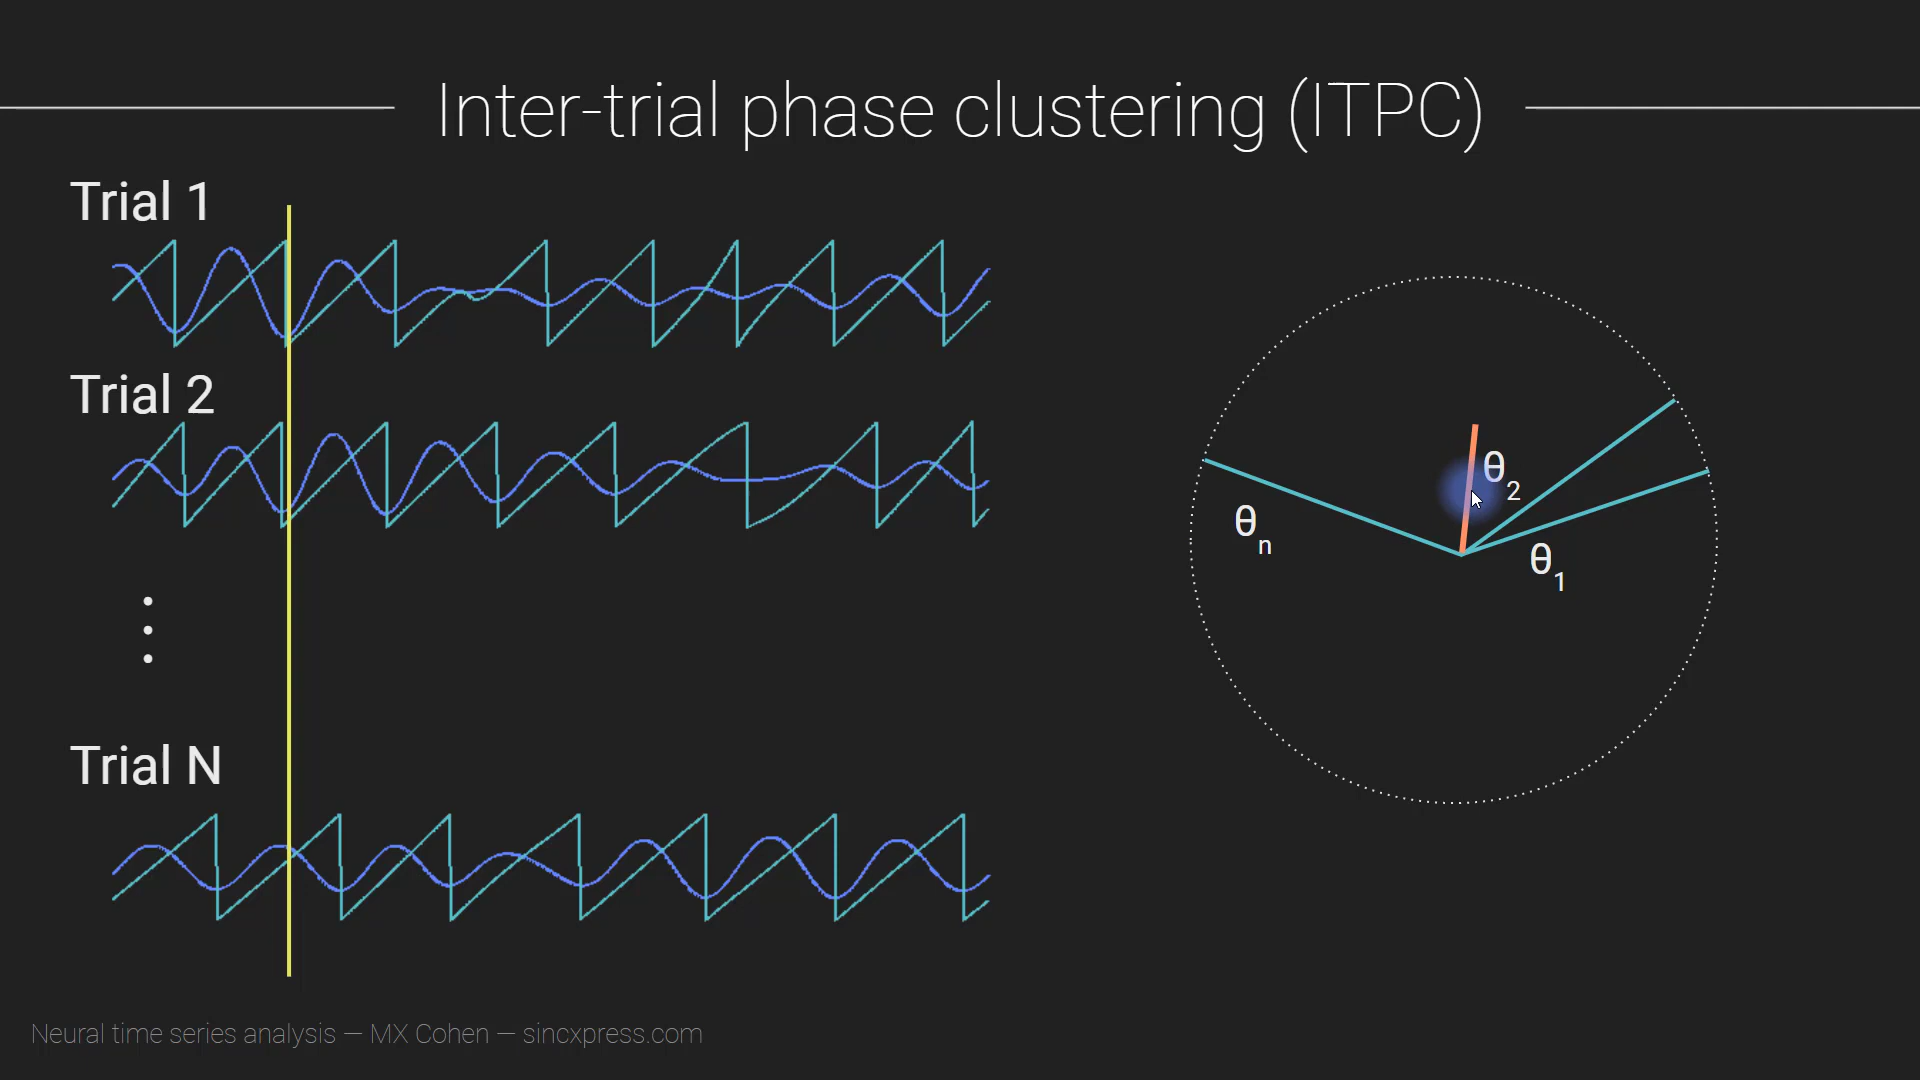 Inter-trial phase clustering (ITPC)
Trial 1
Trial 2
Trial N
θ2
θn
θ1
Neural time series analysis — MX Cohen — sincxpress.com